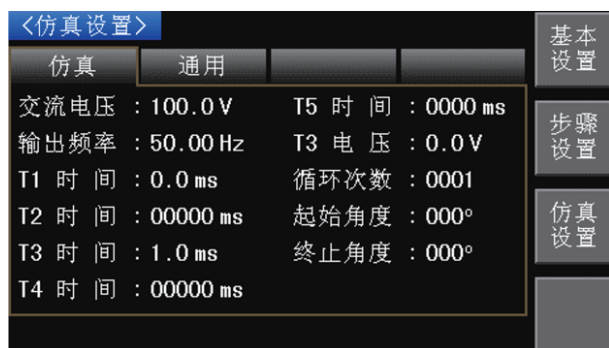 <仿真设置>
仿真 通用
交流电压 : 100.0 V
输出频率 : 50.00 Hz
T1 时 间 : 0.0 ms
T2 时 间 : 00000 ms
T3 时 间 : 1.0 ms
T4 时 间 : 00000 ms
T5 时 间 : 0000 ms
T3 电 压 : 0.0 V
循环次数 : 0001
起始角度 : 000°
终止角度 : 000°
基本
设置
步骤
设置
仿真
设置